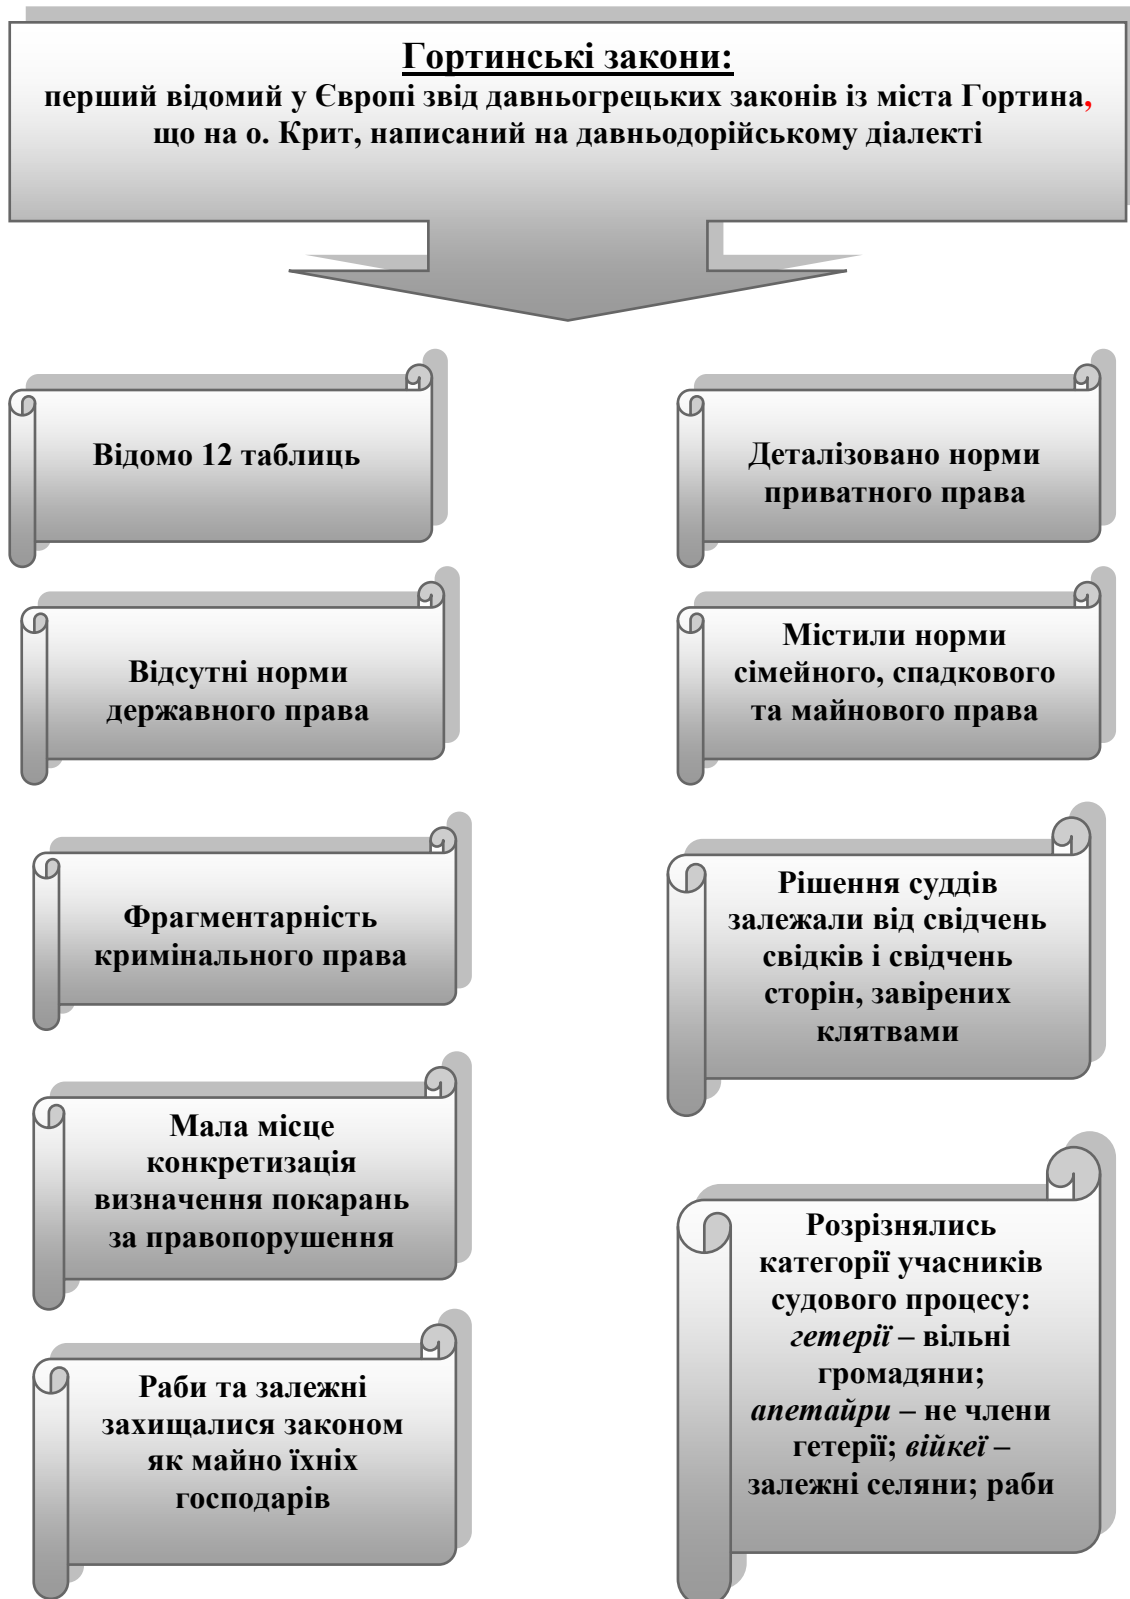 Гортинські закони:
перший відомий у Європі звід давньогрецьких законів із міста Гортина,
що на о. Крит, написаний на давньодорійському діалекті
Відомо 12 таблиць
Відсутні норми
державного права
Фрагментарність
кримінального права
Мала місце
конкретизація
визначення покарань
за правопорушення
Раби та залежні
захищалися законом
як майно їхніх
господарів
Деталізовано норми
приватного права
Містили норми
сімейного, спадкового
та майнового права
Рішення суддів
залежали від свідчень
свідків і свідчень
сторін, завірених
клятвами
Розрізнялись
категорії учасників
судового процесу:
гетерії – вільні
громадяни;
апетайри – не члени
гетерії; війкеї –
залежні селяни; раби